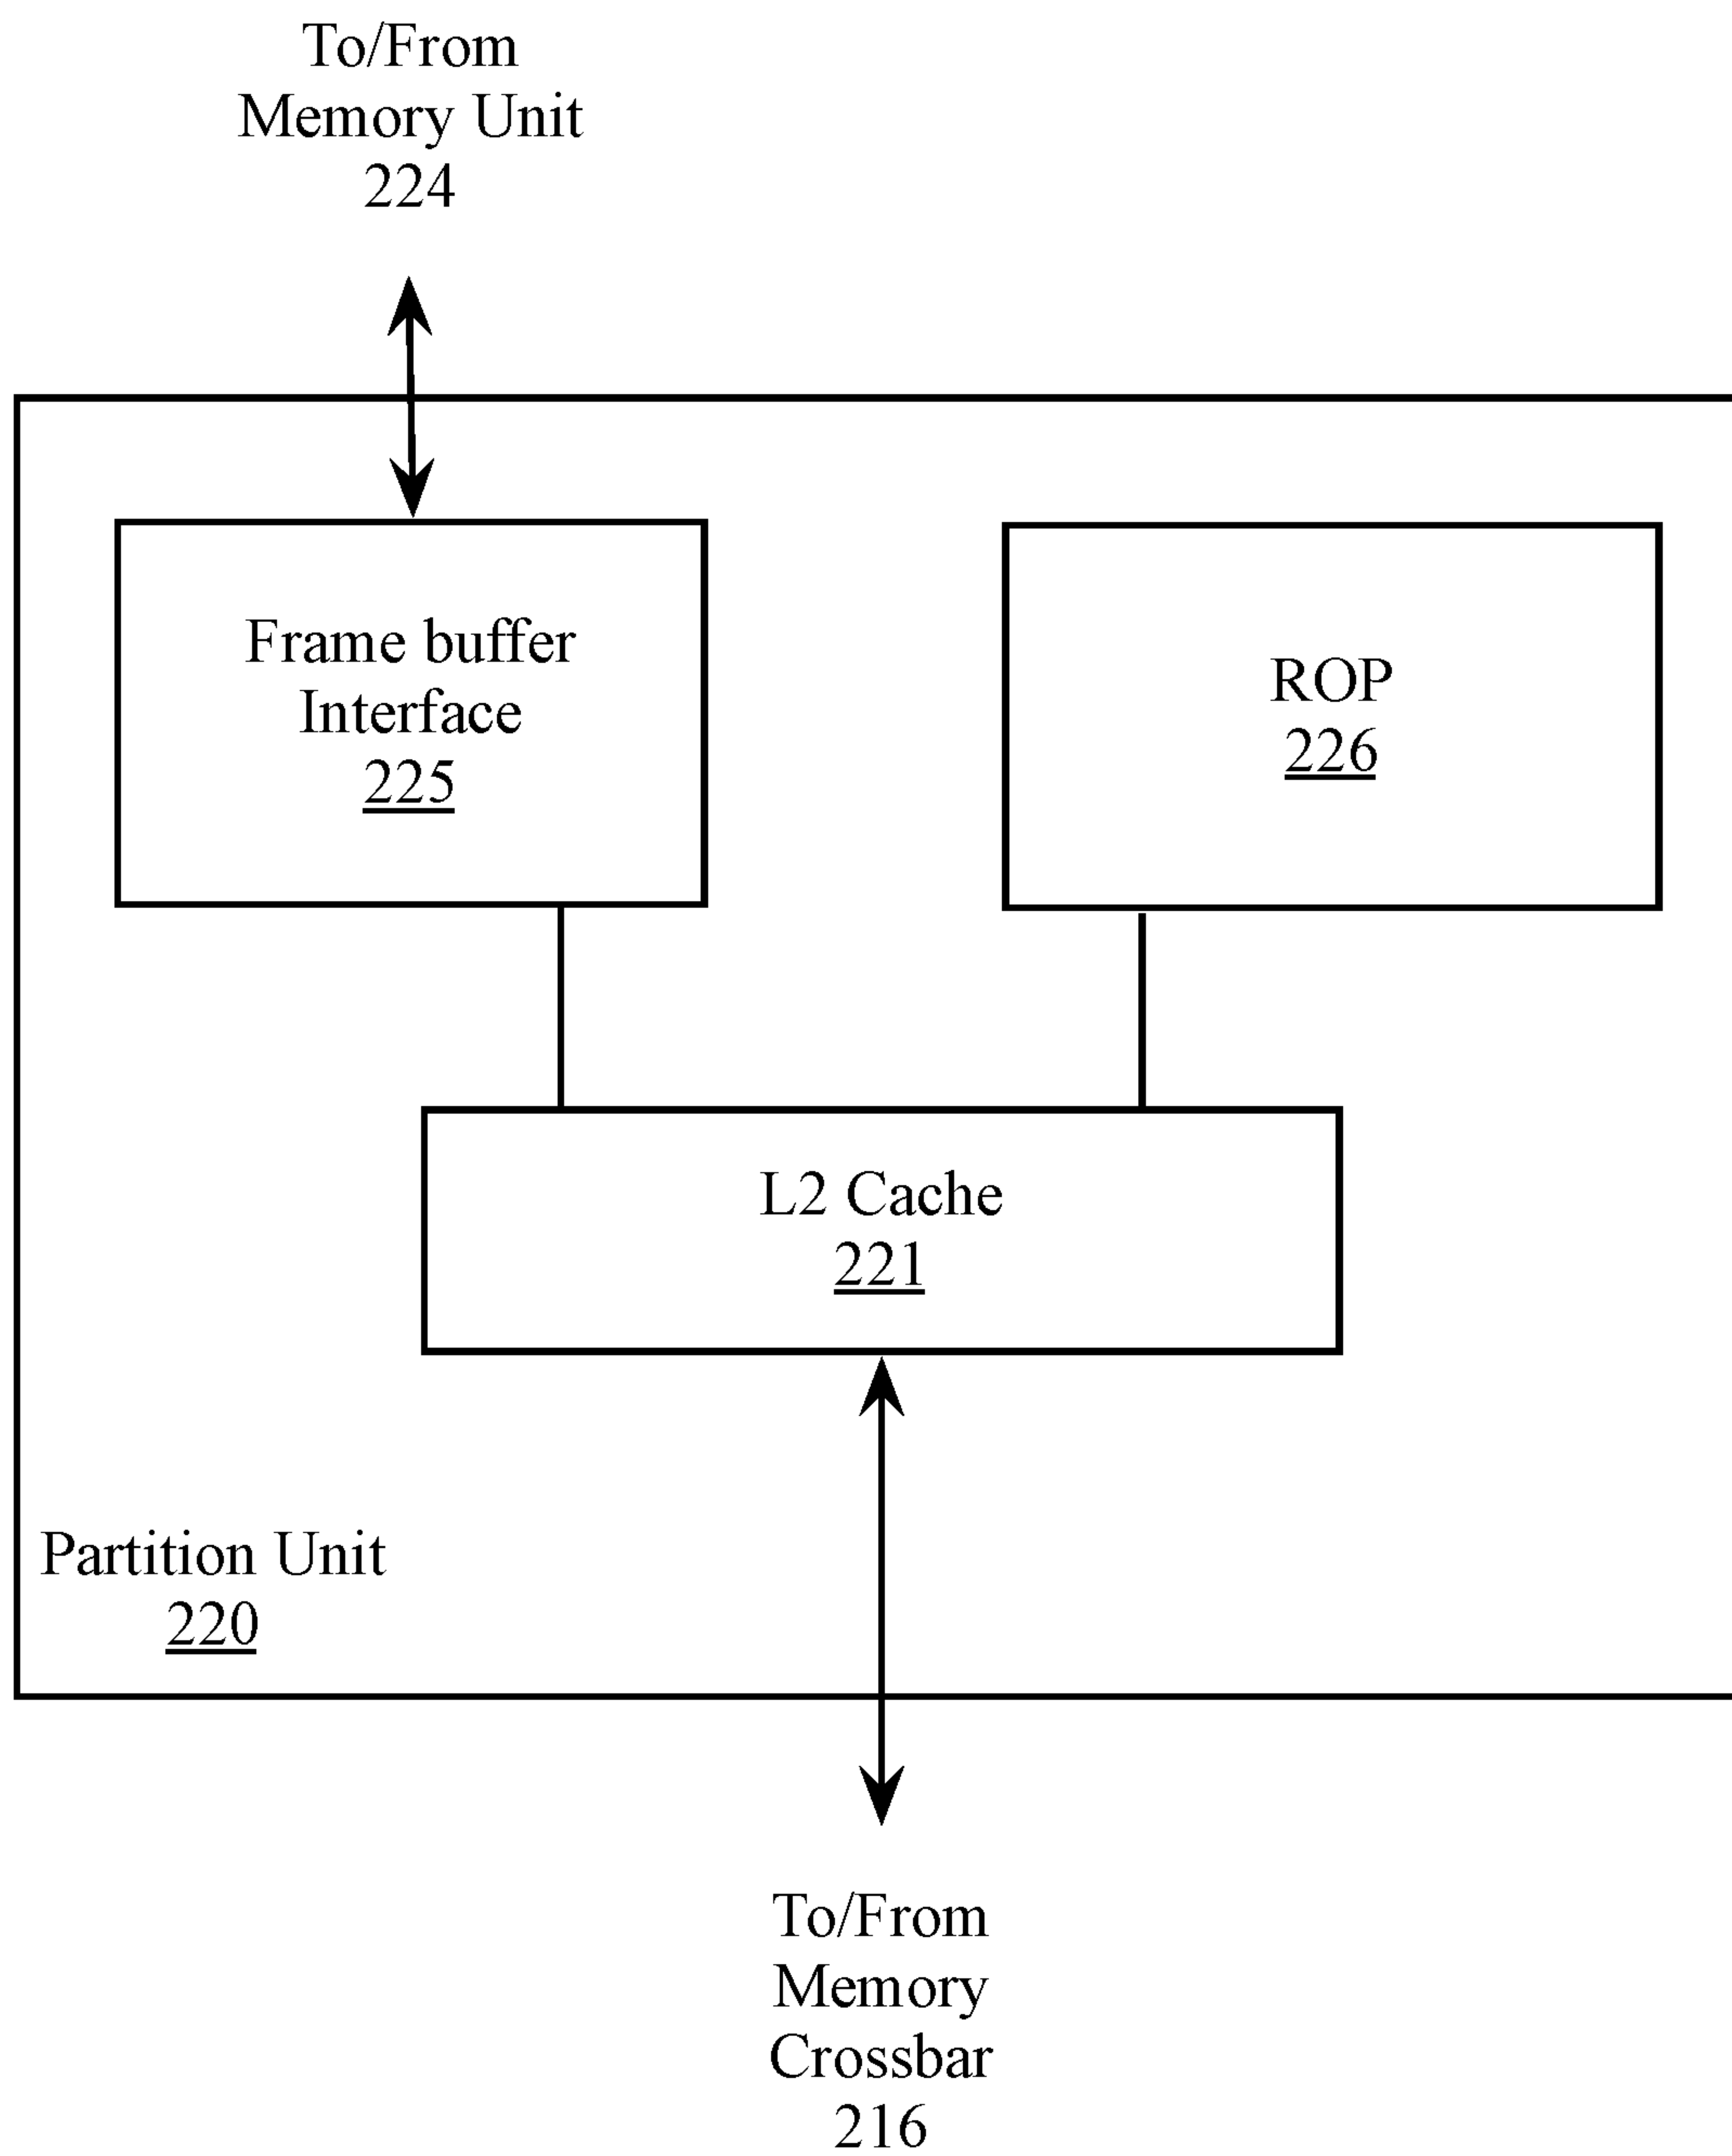 To/From
Memory Unit
224
Frame buffer
Interface
225
ROP
226
L2 Cache
221
Partition Unit
220
To/From
Memory
Crossbar
216